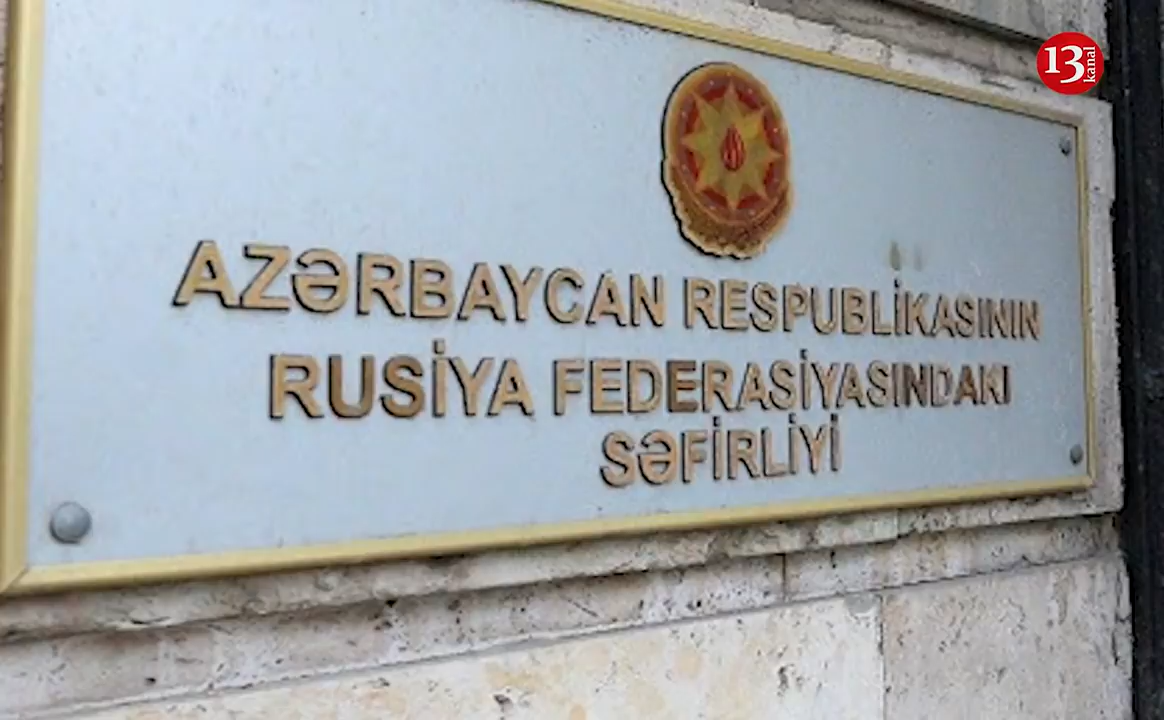 13 kanal
AZƏRBAYCAN RESPUBLİKASININ
RUSİYA FEDERASİYASINDAKI
SƏFİRLİYİ